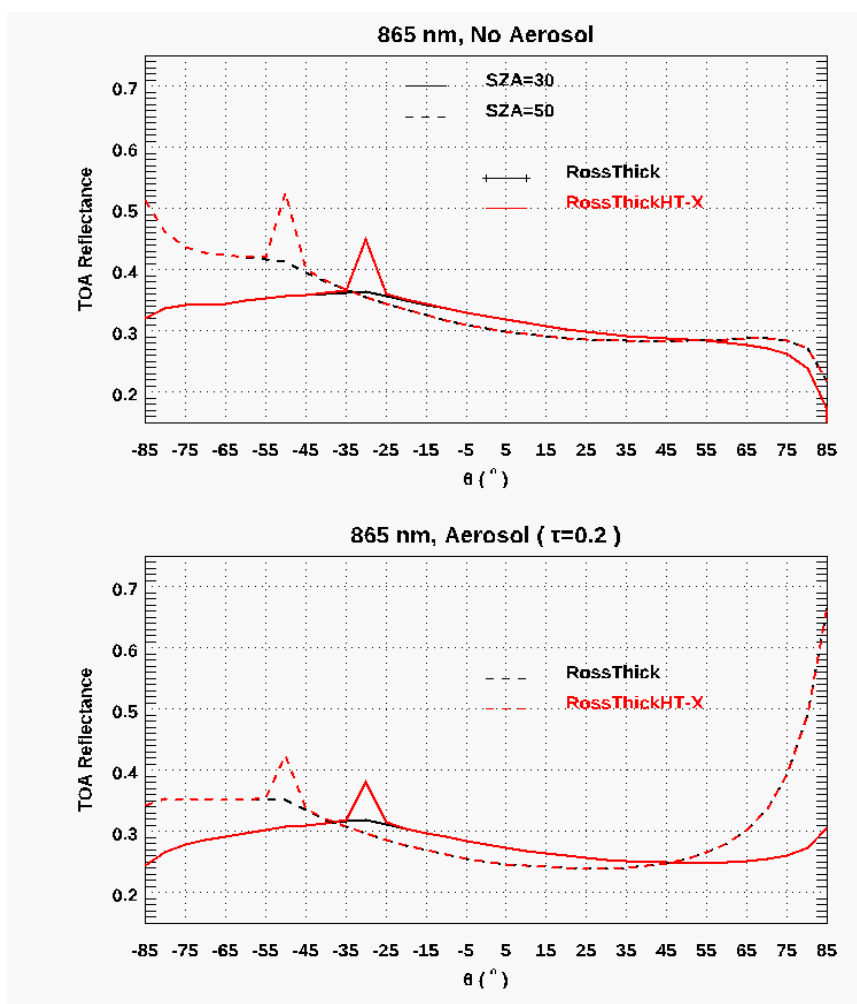 865 nm, No Aerosol
SZA=30
SZA=50
RossThick
RossThickHT-X
TOA Reflectance
0.7
0.6
0.5
0.4
0.3
0.2
-85 -75 -65 -55 -45 -35 -25 -15 -5 5 15 25 35 45 55 65 75 85
θ ( ° )
865 nm, Aerosol ( τ=0.2 )
RossThick
RossThickHT-X
TOA Reflectance
0.7
0.6
0.5
0.4
0.3
0.2
-85 -75 -65 -55 -45 -35 -25 -15 -5 5 15 25 35 45 55 65 75 85
θ ( ° )